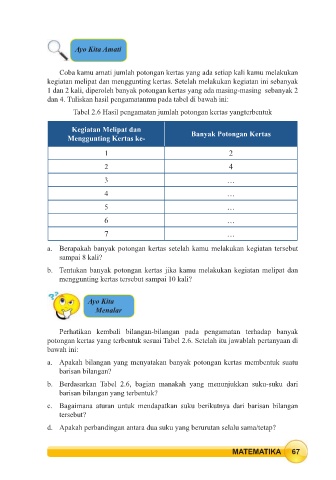 Ayo Kita Amati
Coba kamu amati jumlah potongan kertas yang ada setiap kali kamu melakukan
kegiatan melipat dan menggunting kertas. Setelah melakukan kegiatan ini sebanyak
1 dan 2 kali, diperoleh banyak potongan kertas yang ada masing-masing sebanyak 2
dan 4. Tuliskan hasil pengamatanmu pada tabel di bawah ini:
Tabel 2.6 Hasil pengamatan jumlah potongan kertas yangterbentuk
Kegiatan Melipat dan
Menggunting Kertas ke-
Banyak Potongan Kertas
1 2
2 4
3 …
4 …
5 …
6 …
7 …
a. Berapakah banyak potongan kertas setelah kamu melakukan kegiatan tersebut
sampai 8 kali?
b. Tentukan banyak potongan kertas jika kamu melakukan kegiatan melipat dan
menggunting kertas tersebut sampai 10 kali?
Ayo Kita
Menalar
Perhatikan kembali bilangan-bilangan pada pengamatan terhadap banyak
potongan kertas yang terbentuk sesuai Tabel 2.6. Setelah itu jawablah pertanyaan di
bawah ini:
a. Apakah bilangan yang menyatakan banyak potongan kertas membentuk suatu
barisan bilangan?
b. Berdasarkan Tabel 2.6, bagian manakah yang menunjukkan suku-suku dari
barisan bilangan yang terbentuk?
c. Bagaimana aturan untuk mendapatkan suku berikutnya dari barisan bilangan
tersebut?
d. Apakah perbandingan antara dua suku yang berurutan selalu sama/tetap?
MATEMATIKA 67